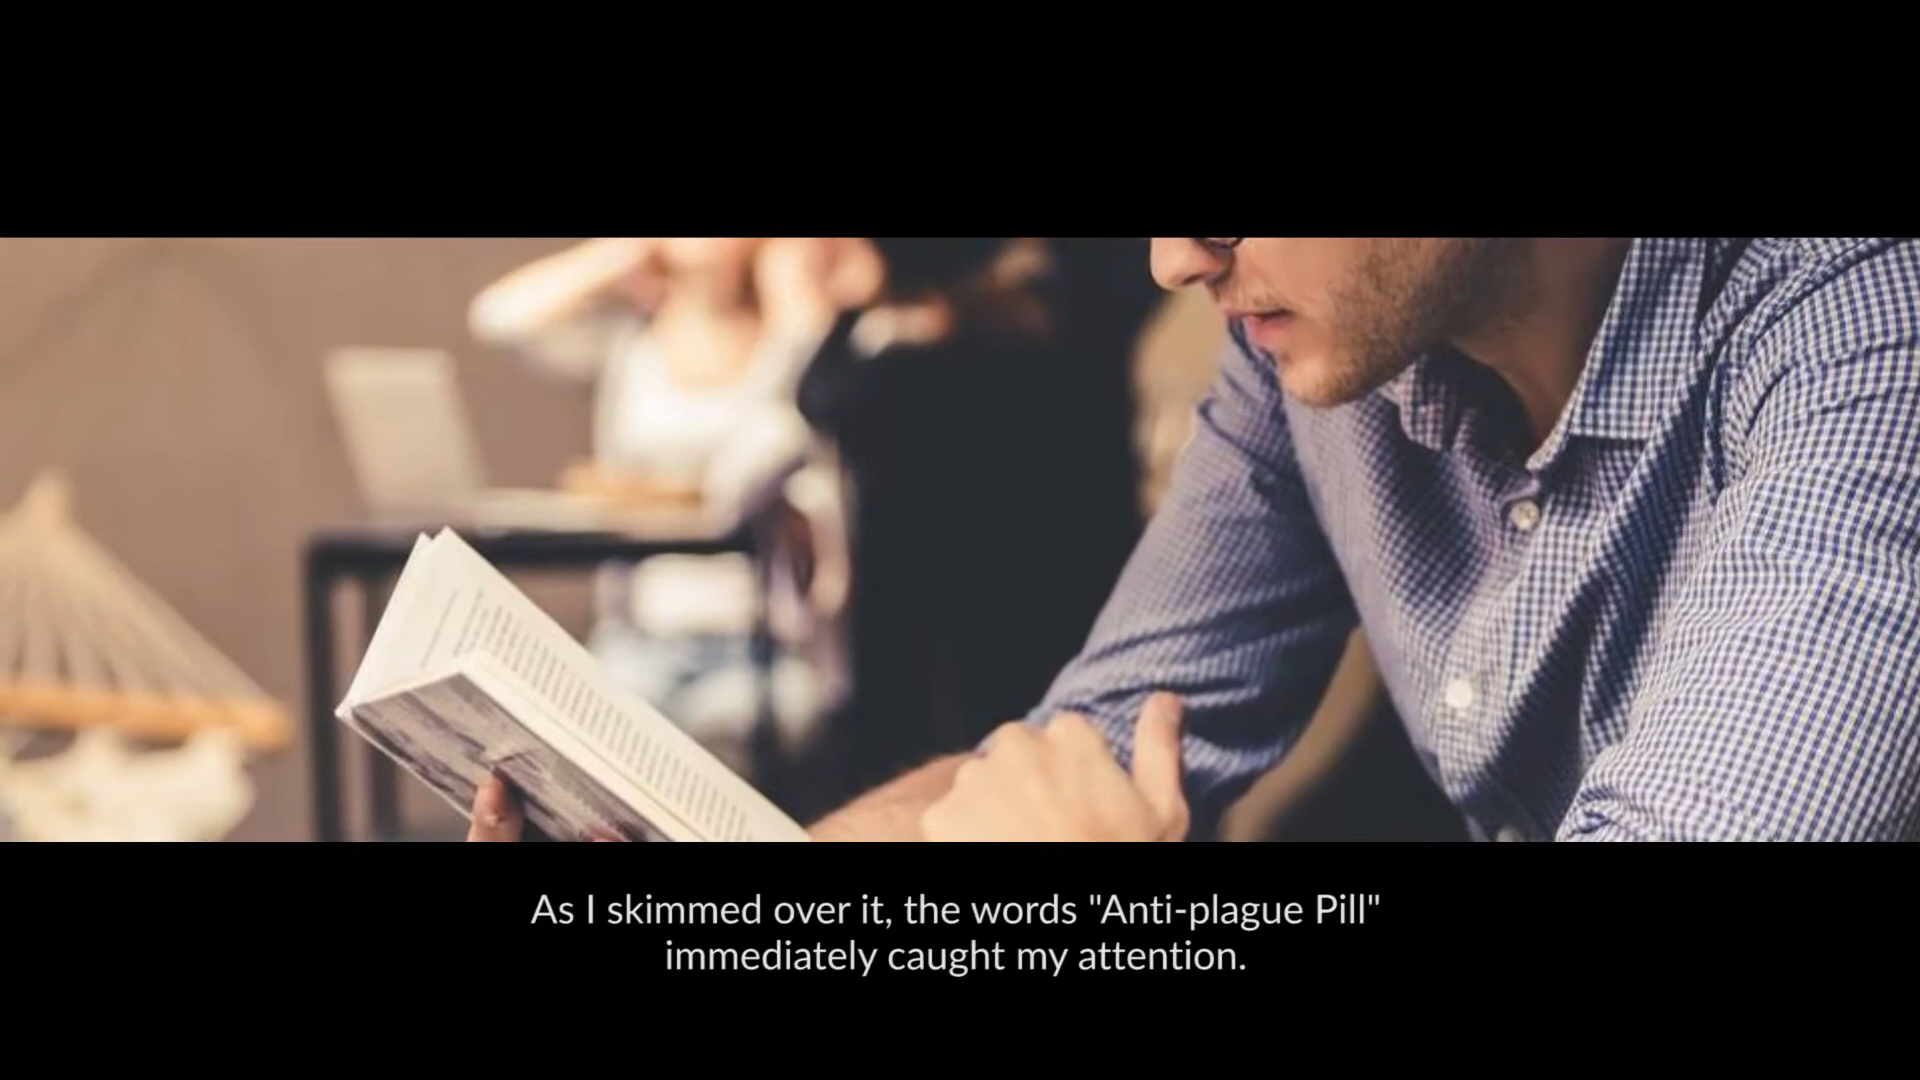 As I skimmed over it, the words "Anti-plague Pill"
immediately caught my attention.